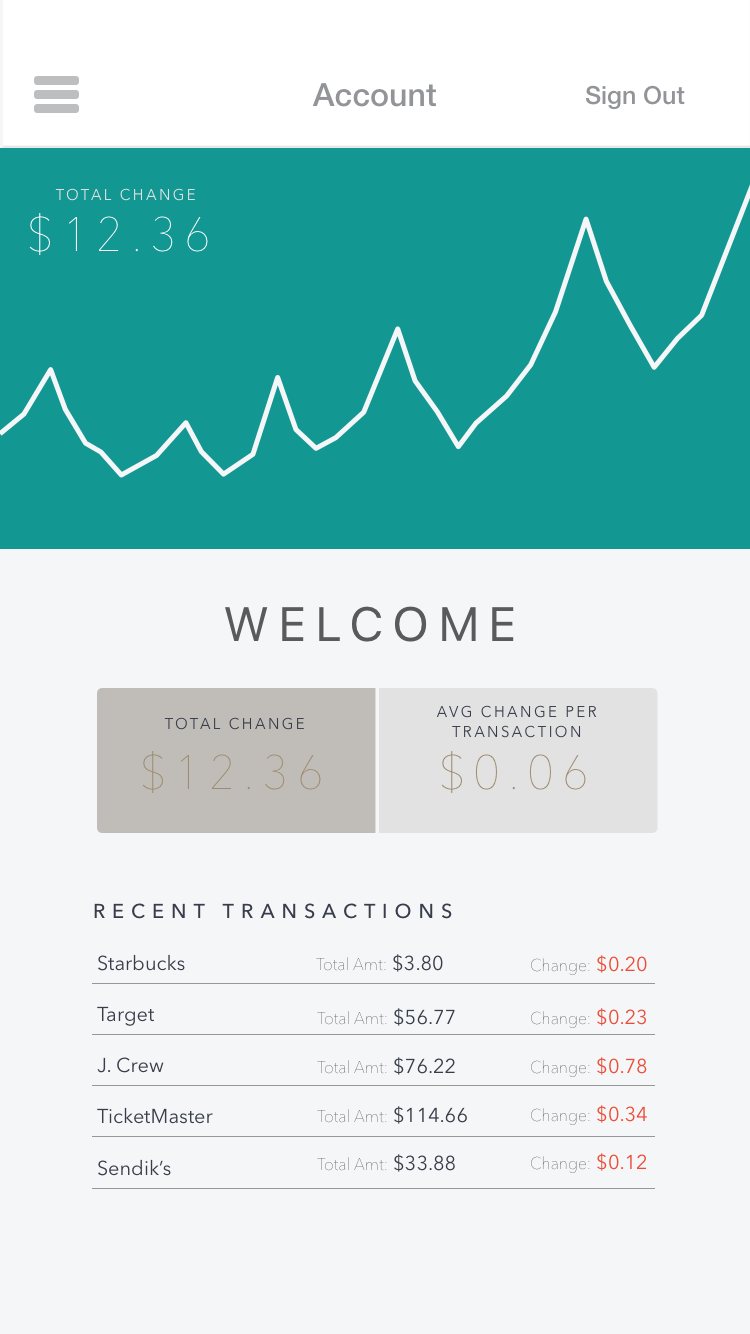 Account
Sign Out
TOTAL CHANGE
$12.36
WELCOME
TOTAL CHANGE
$12.36
AVG CHANGE PER
TRANSACTION
$0.06
RECENT TRANSACTIONS
Starbucks Total Amt: $3.80 Change: $0.20
Target Total Amt: $56.77 Change: $0.23
J. Crew Total Amt: $76.22 Change: $0.78
TicketMaster Total Amt: $114.66 Change: $0.34
Sendik’s Total Amt: $33.88 Change: $0.12